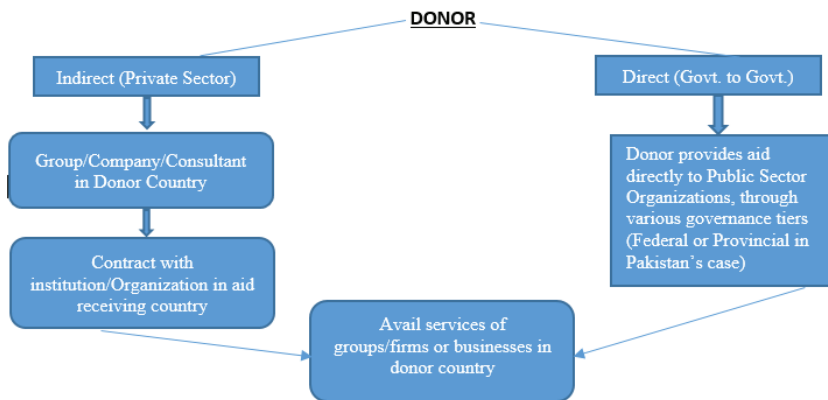 DONOR
Indirect (Private Sector)
Direct (Govt. to Govt.)
Group/Company/Consultant
in Donor Country
Donor provides aid
directly to Public Sector
Organizations, through
various governance tiers
(Federal or Provincial in
Pakistan's case)
Contract with
institution/Organization in aid
receiving country
Avail services of
groups/firms or businesses in
donor country